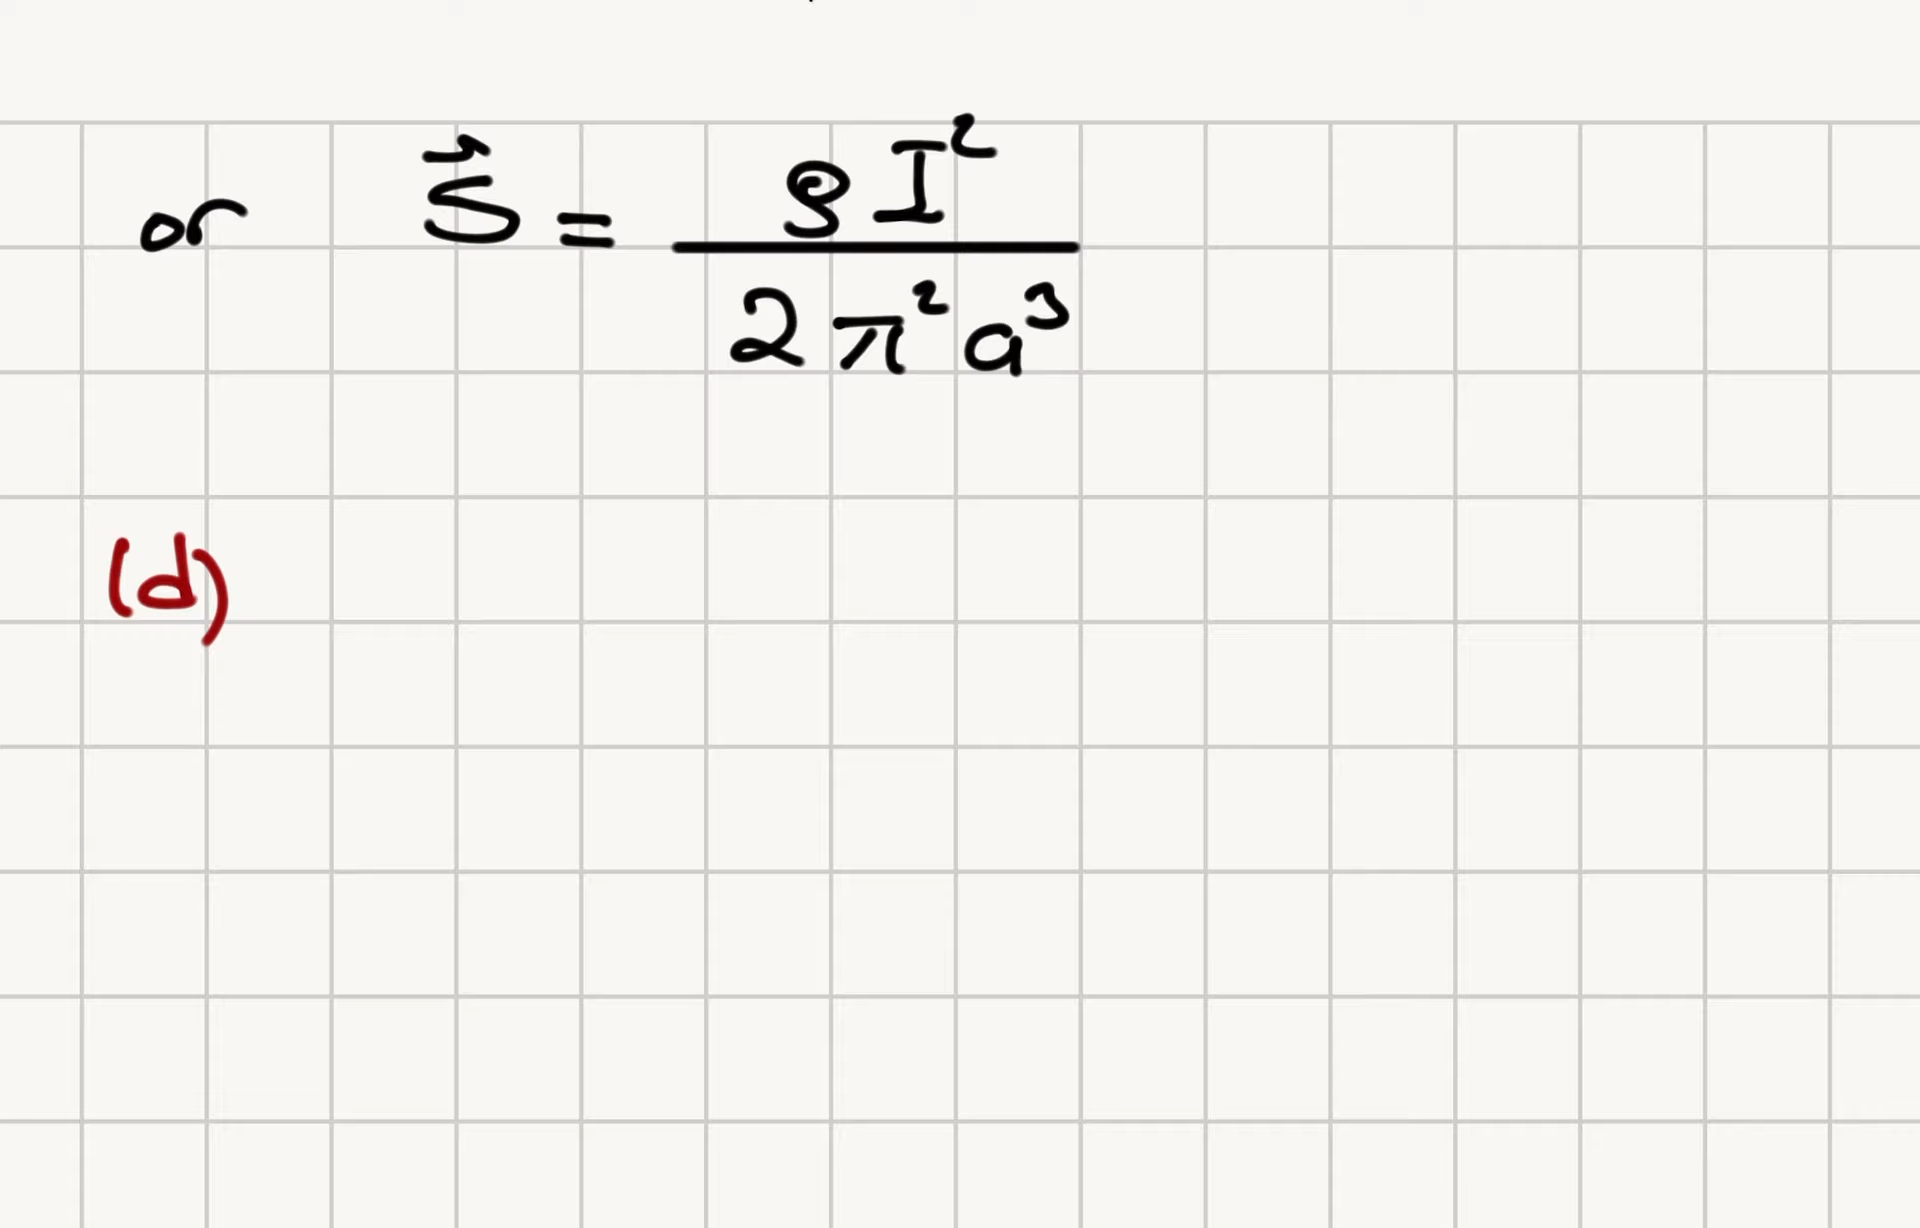 or S⃗ = ρI² / 2π²a³
(d)